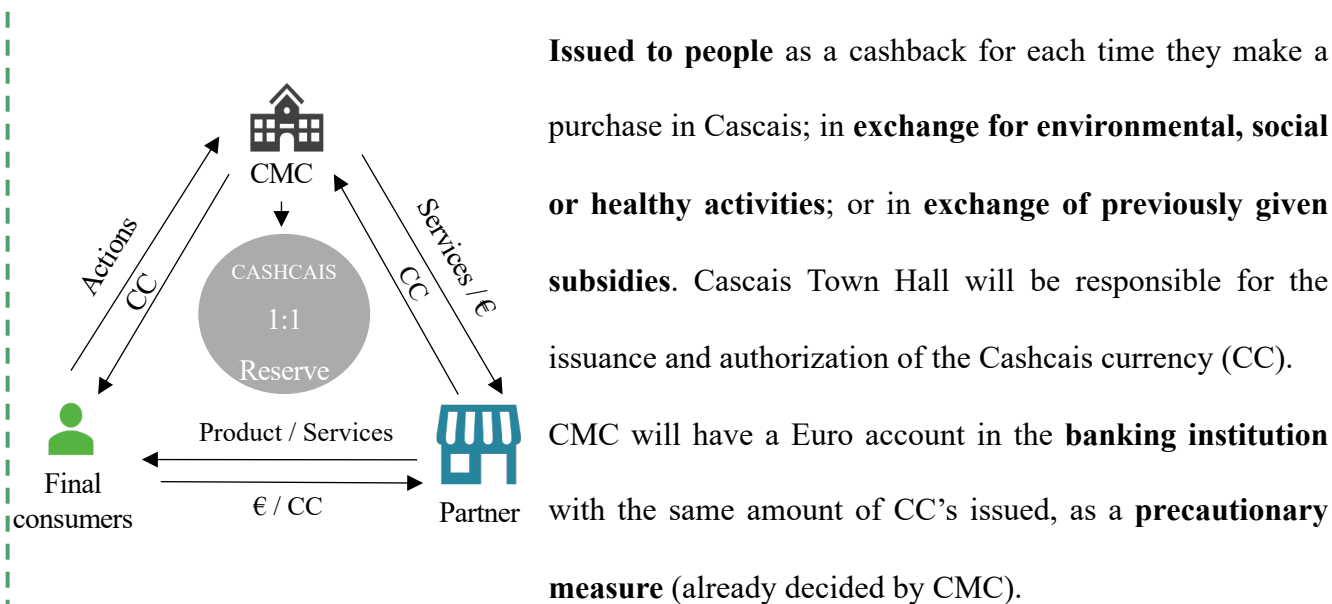 CMC
Actions
CC
Services / €
CC
CASHCAIS
1:1
Reserve
Product / Services
€ / CC
Final
consumers
Partner
Issued to people as a cashback for each time they make a
purchase in Cascais; in exchange for environmental, social
or healthy activities; or in exchange of previously given
subsidies. Cascais Town Hall will be responsible for the
issuance and authorization of the Cashcais currency (CC).
CMC will have a Euro account in the banking institution
with the same amount of CC’s issued, as a precautionary
measure (already decided by CMC).